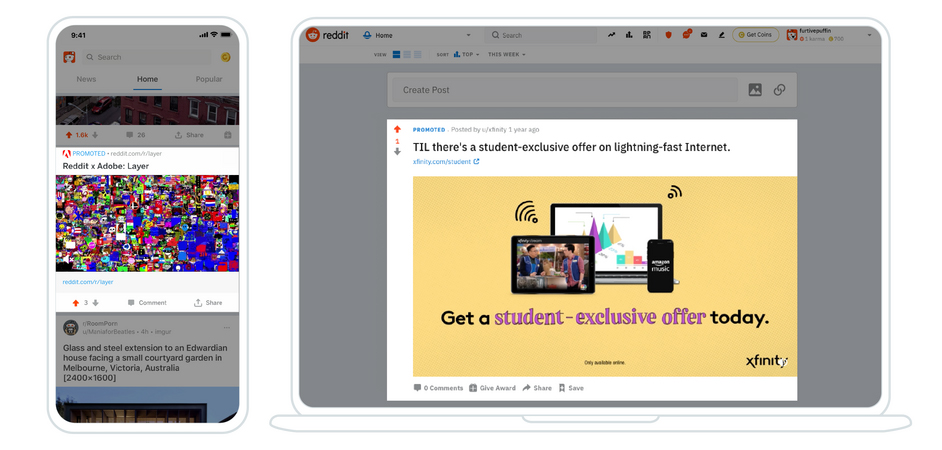 9:41
Search
News Home Popular
1.6k 26 Share
PROMOTED • reddit.com/r/layer
Reddit x Adobe: Layer
reddit.com/r/layer
3 Comment Share
r/RoomPorn
u/ManiaforBeatles • 4h • imgur
Glass and steel extension to an Edwardian
house facing a small courtyard garden in
Melbourne, Victoria, Australia
[2400×1600]
reddit Home Search Get Coins furtivepuffin
1 karma 700
VIEW SORT TOP THIS WEEK
Create Post
PROMOTED · Posted by u/xfinity 1 year ago
1
TIL there's a student-exclusive offer on lightning-fast Internet.
xfinity.com/student
amazon
music
Get a student-exclusive offer today.
Only available online.
xfinity
0 Comments Give Award Share Save